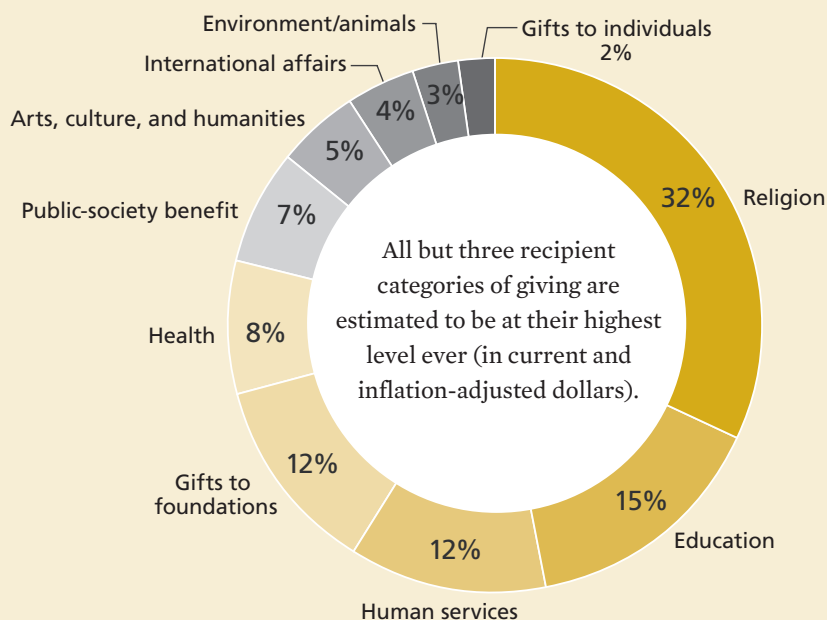 Environment/animals
Gifts to individuals
2%
International affairs
3%
4%
Arts, culture, and humanities
5%
32%
Religion
Public-society benefit
7%
All but three recipient
categories of giving are
estimated to be at their highest
level ever (in current and
inflation-adjusted dollars).
Health
8%
12%
Gifts to
foundations
15%
Education
12%
Human services